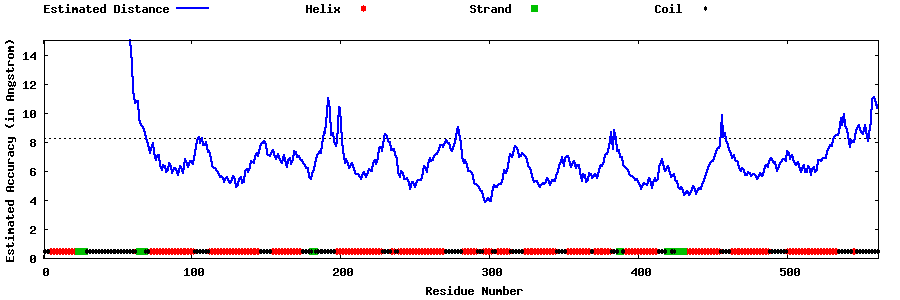 Estimated Distance Helix Strand Coil
Estimated Accuracy (in Angstrom)
14
12
10
8
6
4
2
0
0 100 200 300 400 500
Residue Number